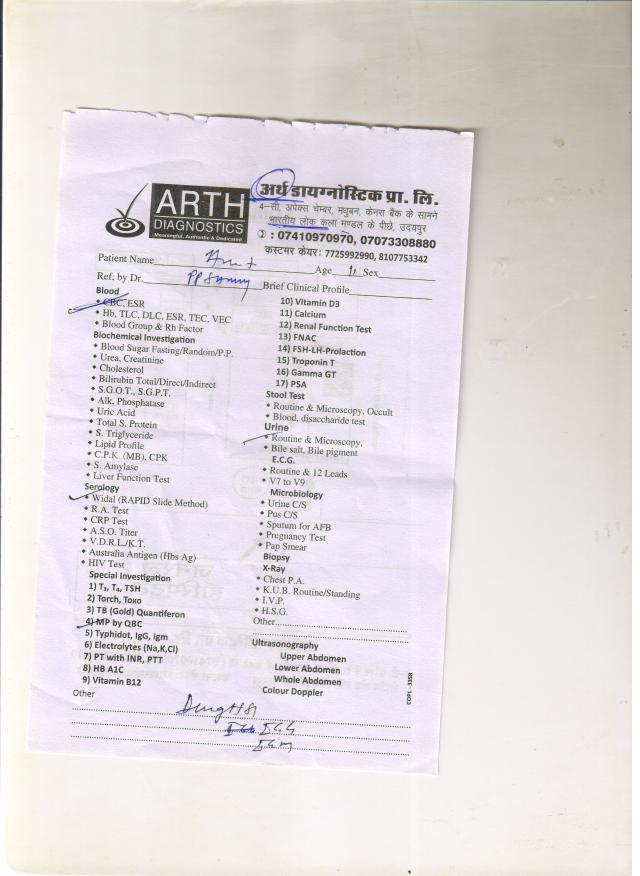 ARTH
DIAGNOSTICS
Meaningful, Authentic & Dedicated
अर्थ डायग्नोस्टिक प्रा. लि.
4-सी, अपेक्स चेम्बर, मधुबन, केनरा बैंक के सामने
भारतीय लोक कला मण्डल के पीछे, उदयपुर
: 07410970970, 07073308880
कस्टमर केयर: 7725992990, 8107753342
Patient Name Age Sex
Ref, by Dr. Brief Clinical Profile
Blood
• CBC, ESR
• Hb, TLC, DLC, ESR, TEC, VEC
• Blood Group & Rh Factor
Biochemical Investigation
• Blood Sugar Fasting/Random/P.P.
• Urea, Creatinine
• Cholesterol
• Bilirubin Total/Direct/Indirect
• S.G.O.T., S.G.P.T.
• Alk. Phosphatase
• Uric Acid
• Total S. Protein
• S. Triglyceride
• Lipid Profile
• C.P.K. (MB), CPK
• S. Amylase
• Liver Function Test
Serology
• Widal (RAPID Slide Method)
• R.A. Test
• CRP Test
• A.S.O. Titer
• V.D.R.L./K.T.
• Australia Antigen (Hbs Ag)
• HIV Test
Special Investigation
1) T₃, T₄, TSH
2) Torch, Toxo
3) TB (Gold) Quantiferon
4) MP by QBC
5) Typhidot, IgG, Igm
6) Electrolytes (Na,K,Cl)
7) PT with INR, PTT
8) HB A1C
9) Vitamin B12
10) Vitamin D3
11) Calcium
12) Renal Function Test
13) FNAC
14) FSH-LH-Prolaction
15) Troponin T
16) Gamma GT
17) PSA
Stool Test
• Routine & Microscopy, Occult
• Blood, disaccharide test
Urine
• Routine & Microscopy,
• Bile salt, Bile pigment
E.C.G.
• Routine & 12 Leads
• V7 to V9
Microbiology
• Urine C/S
• Pus C/S
• Sputum for AFB
• Pregnancy Test
• Pap Smear
Biopsy
X-Ray
• Chest P.A.
• K.U.B. Routine/Standing
• I.V.P.
• H.S.G.
Other
Ultrasonography
Upper Abdomen
Lower Abdomen
Whole Abdomen
Colour Doppler
COPL - 3358
Other
IgG
IgM